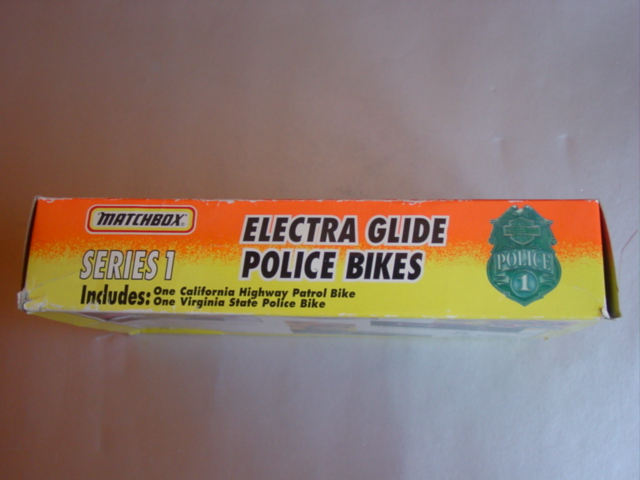 MATCHBOX
SERIES 1
ELECTRA GLIDE
POLICE BIKES
Includes: One California Highway Patrol Bike
One Virginia State Police Bike
POLICE
1